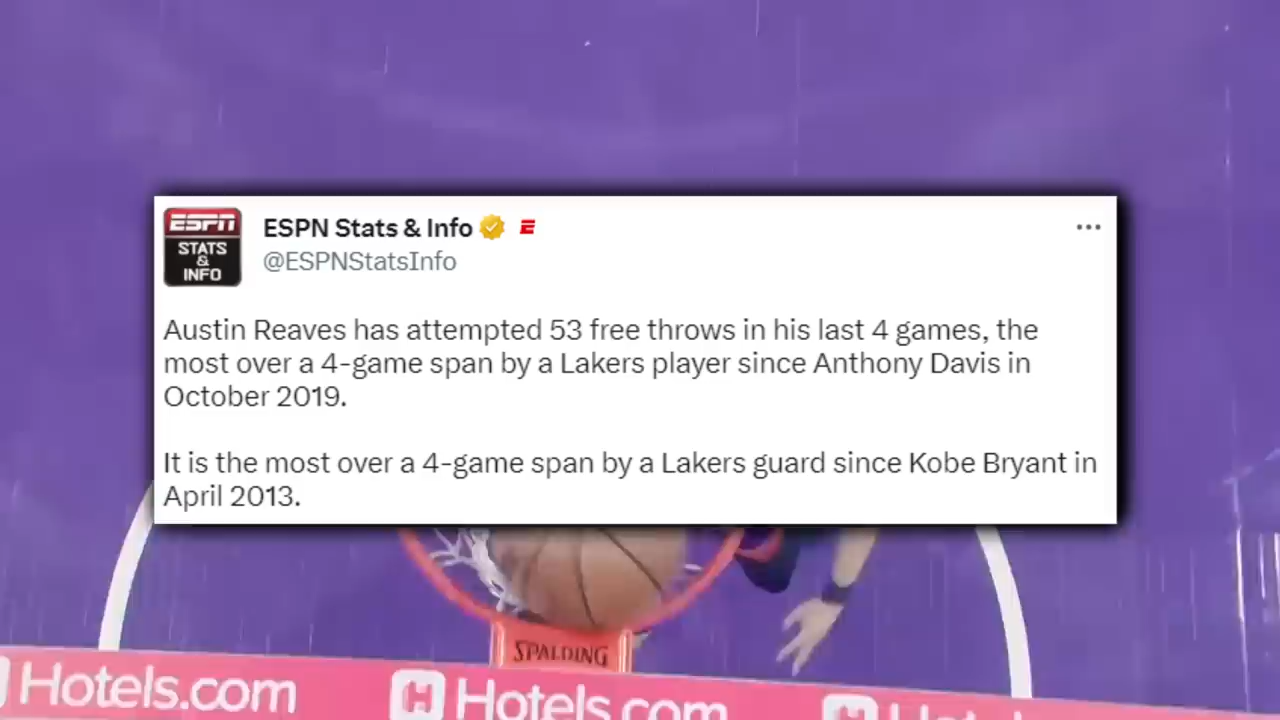 ESPN
STATS
&
INFO
ESPN Stats & Info
@ESPNStatsInfo
Austin Reaves has attempted 53 free throws in his last 4 games, the
most over a 4-game span by a Lakers player since Anthony Davis in
October 2019.
It is the most over a 4-game span by a Lakers guard since Kobe Bryant in
April 2013.
SPALDING
Hotels.com
H Hotels.com